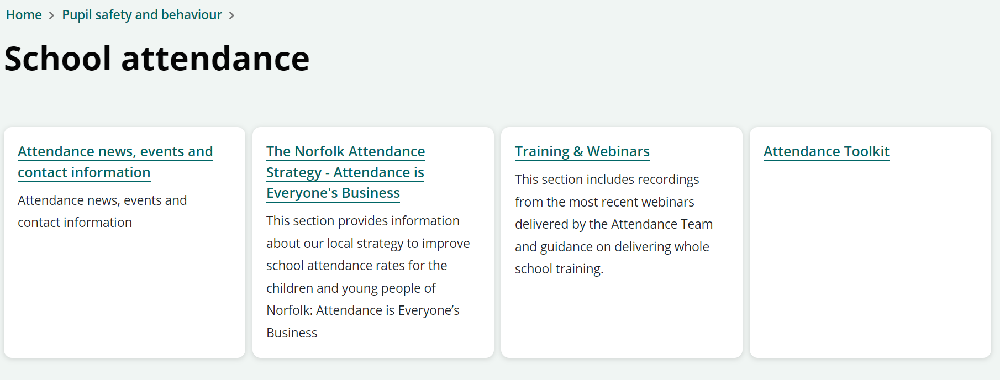 Home > Pupil safety and behaviour >
School attendance
Attendance news, events and
contact information
Attendance news, events and
contact information
The Norfolk Attendance
Strategy - Attendance is
Everyone's Business
This section provides information
about our local strategy to improve
school attendance rates for the
children and young people of
Norfolk: Attendance is Everyone’s
Business
Training & Webinars
This section includes recordings
from the most recent webinars
delivered by the Attendance Team
and guidance on delivering whole
school training.
Attendance Toolkit